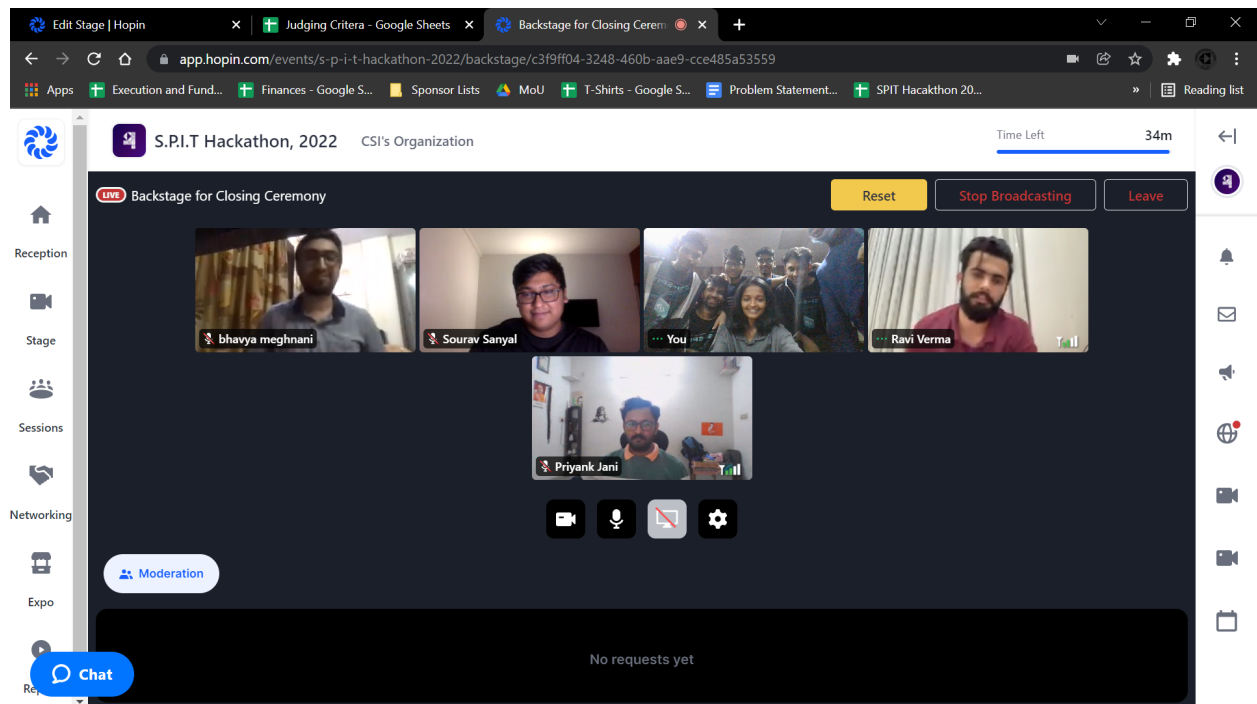 Edit Stage | Hopin
Judging Critera - Google Sheets
Backstage for Closing Cerem
app.hopin.com/events/s-p-i-t-hackathon-2022/backstage/c3f9ff04-3248-460b-aae9-cce485a53559
Apps
Execution and Fund...
Finances - Google S...
Sponsor Lists
MoU
T-Shirts - Google S...
Problem Statement...
SPIT Hacakthon 20...
»
Reading list
S.P.I.T Hackathon, 2022
CSI's Organization
Time Left
34m
LIVE
Backstage for Closing Ceremony
Reset
Stop Broadcasting
Leave
Reception
Stage
Sessions
Networking
Expo
bhavya meghnani
Sourav Sanyal
You
Ravi Verma
Priyank Jani
Moderation
No requests yet
Chat